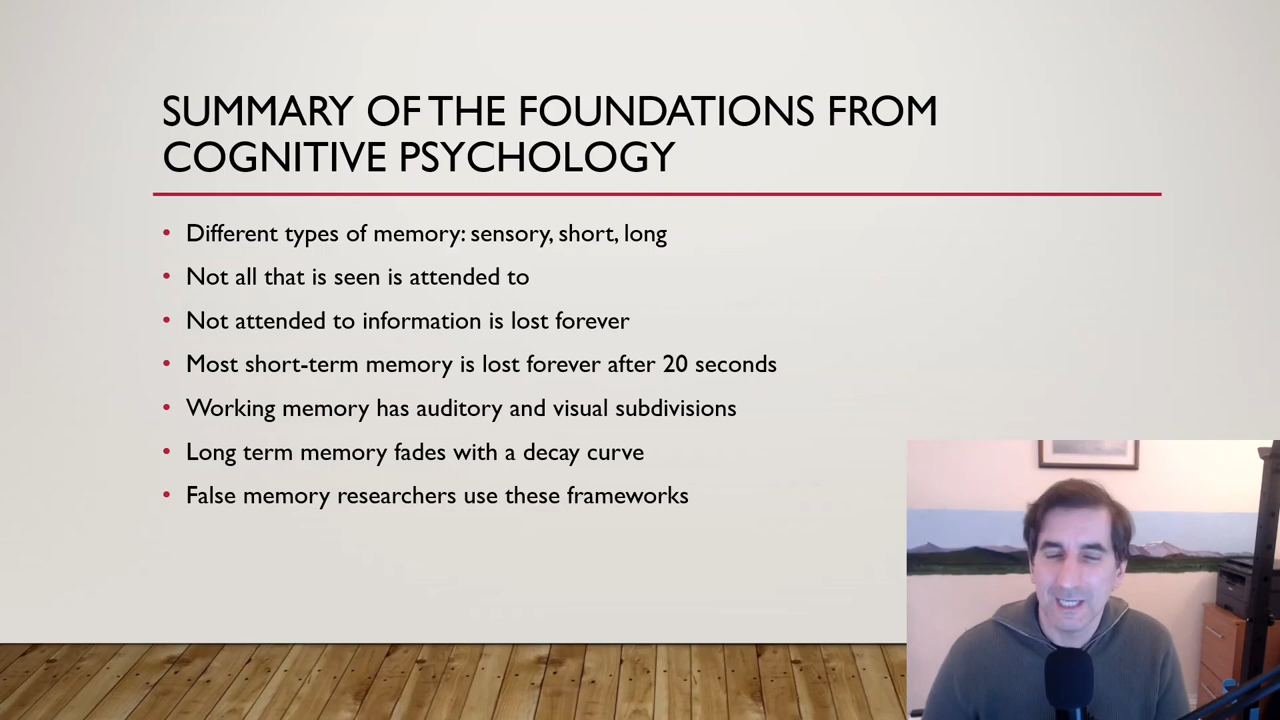 SUMMARY OF THE FOUNDATIONS FROM
COGNITIVE PSYCHOLOGY
• Different types of memory: sensory, short, long
• Not all that is seen is attended to
• Not attended to information is lost forever
• Most short-term memory is lost forever after 20 seconds
• Working memory has auditory and visual subdivisions
• Long term memory fades with a decay curve
• False memory researchers use these frameworks